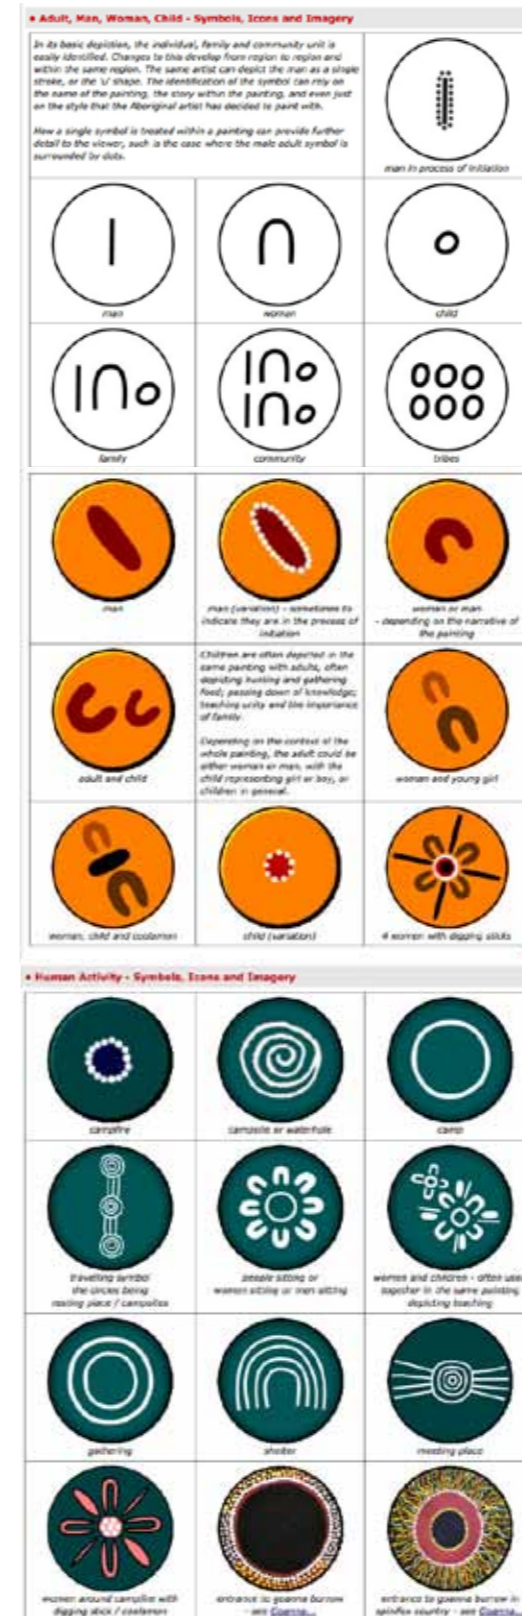 • Adult, Man, Woman, Child - Symbols, Icons and Imagery
In its basic depiction, the individual, family and community unit is
easily identified. Changes to this develop from region to region and
within the same region. The same artist can depict the man as a single
stroke, or the 'u' shape. The identification of the symbol can rely on
the name of the painting, the story within the painting, and even just
on the style that the Aboriginal artist has decided to paint with.
How a single symbol is treated within a painting can provide further
detail to the viewer, such is the case where the male adult symbol is
surrounded by dots.
man in process of initiation
man
woman
child
family
community
tribes
man
man (variation) - sometimes to
indicate they are in the process of
initiation
woman or man
- depending on the narrative of
the painting
adult and child
Children are often depicted in the
same painting with adults, often
depicting hunting and gathering
food; passing down of knowledge;
teaching unity and the importance
of family.
Depending on the context of the
whole painting, the adult could be
either woman or man, with the
child representing girl or boy, or
children in general.
woman and young girl
woman, child and coolamon
child (variation)
4 women with digging sticks
• Human Activity - Symbols, Icons and Imagery
campfire
campsite or waterhole
camp
travelling symbol
the circles being
resting place / campsites
people sitting or
women sitting or men sitting
women and children - often used
together in the same painting
depicting teaching
gathering
shelter
meeting place
women around campfire with
digging stick / coolamon
entrance to goanna burrow
- see Goanna...
entrance to goanna burrow in
spinifex country - see Goanna...